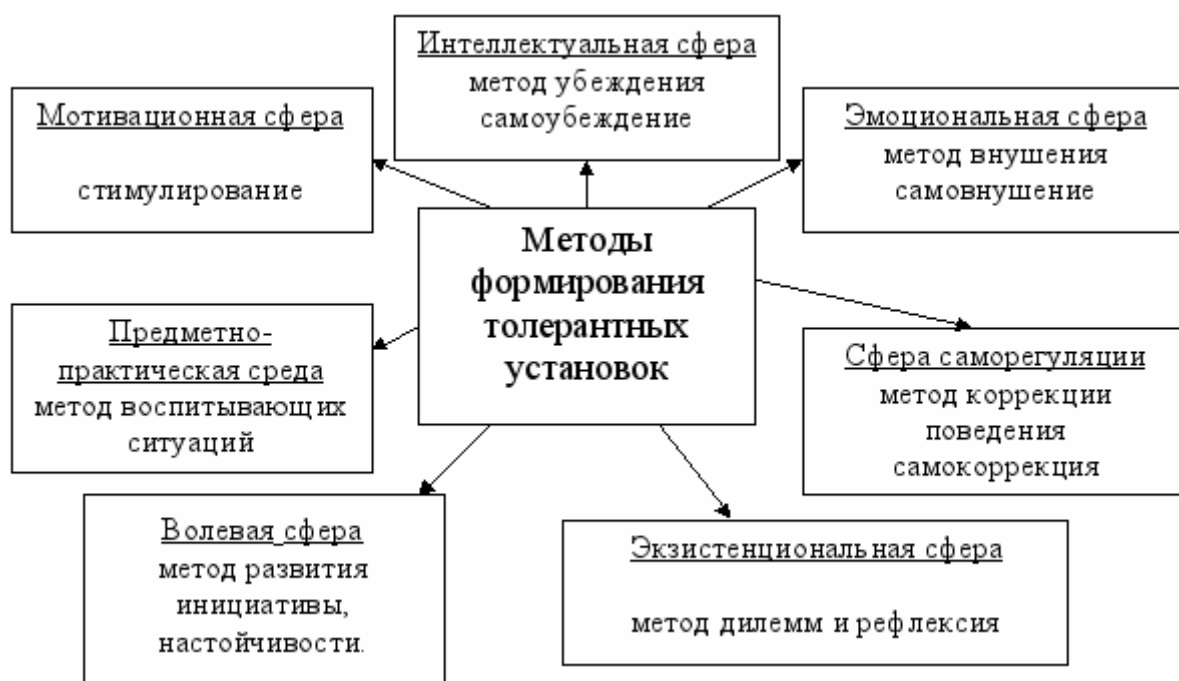 Интеллектуальная сфера
метод убеждения
самоубеждение
Мотивационная сфера
стимулирование
Эмоциональная сфера
метод внушения
самовнушение
Методы
формирования
толерантных
установок
Предметно-
практическая среда
метод воспитывающих
ситуаций
Сфера саморегуляции
метод коррекции
поведения
самокоррекция
Волевая сфера
метод развития
инициативы,
настойчивости.
Экзистенциональная сфера
метод дилемм и рефлексия